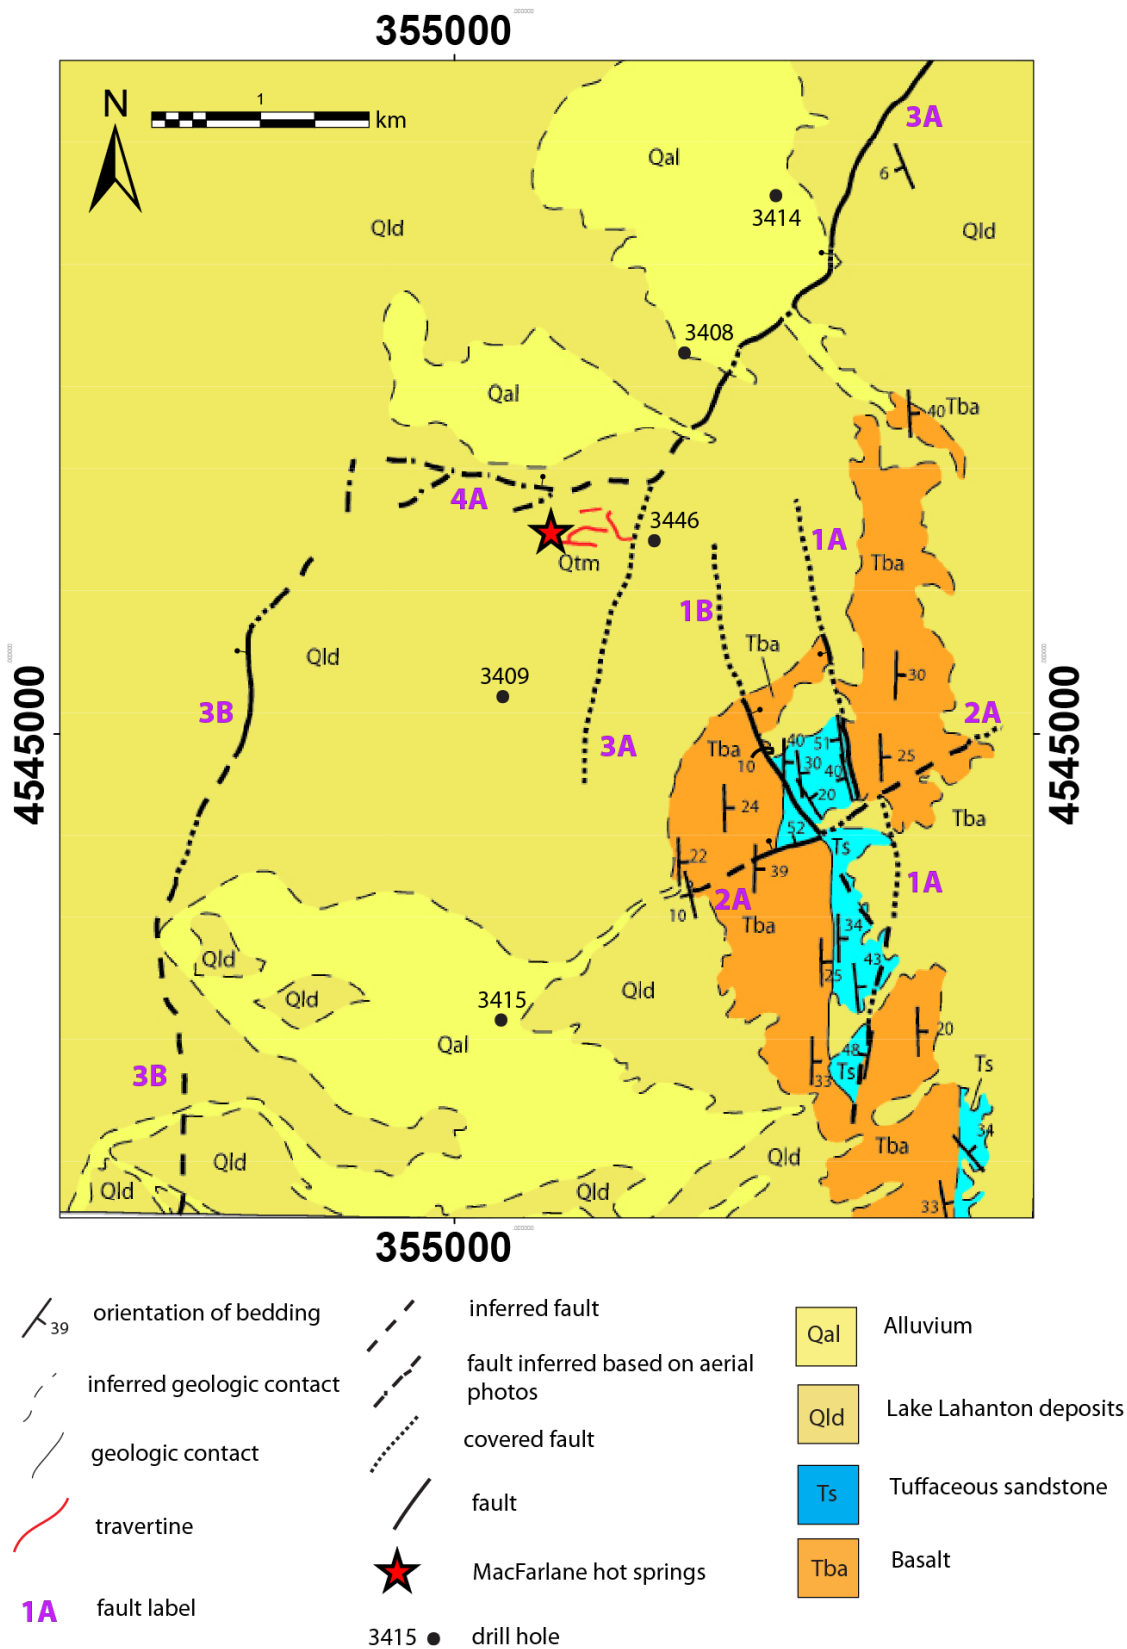 355000
N
1
km
3A
6
Qal
3414
Qld
Qld
3408
Qal
40
Tba
4A
3446
Qtm
1A
Tba
1B
Tba
Qld
30
3409
3B
3A
2A
4545000
4545000
Tba
10
40
51
30
40
20
25
24
52
Tba
Ts
22
39
10
2A
1A
Tba
34
43
25
Qld
Qld
3415
Qld
Qal
20
48
Ts
33
Ts
3B
34
Tba
Qld
Qld
Qld
Qld
33
355000
39
orientation of bedding
inferred geologic contact
geologic contact
travertine
1A
fault label
inferred fault
fault inferred based on aerial
photos
covered fault
fault
MacFarlane hot springs
3415
drill hole
Qal
Alluvium
Qld
Lake Lahanton deposits
Ts
Tuffaceous sandstone
Tba
Basalt